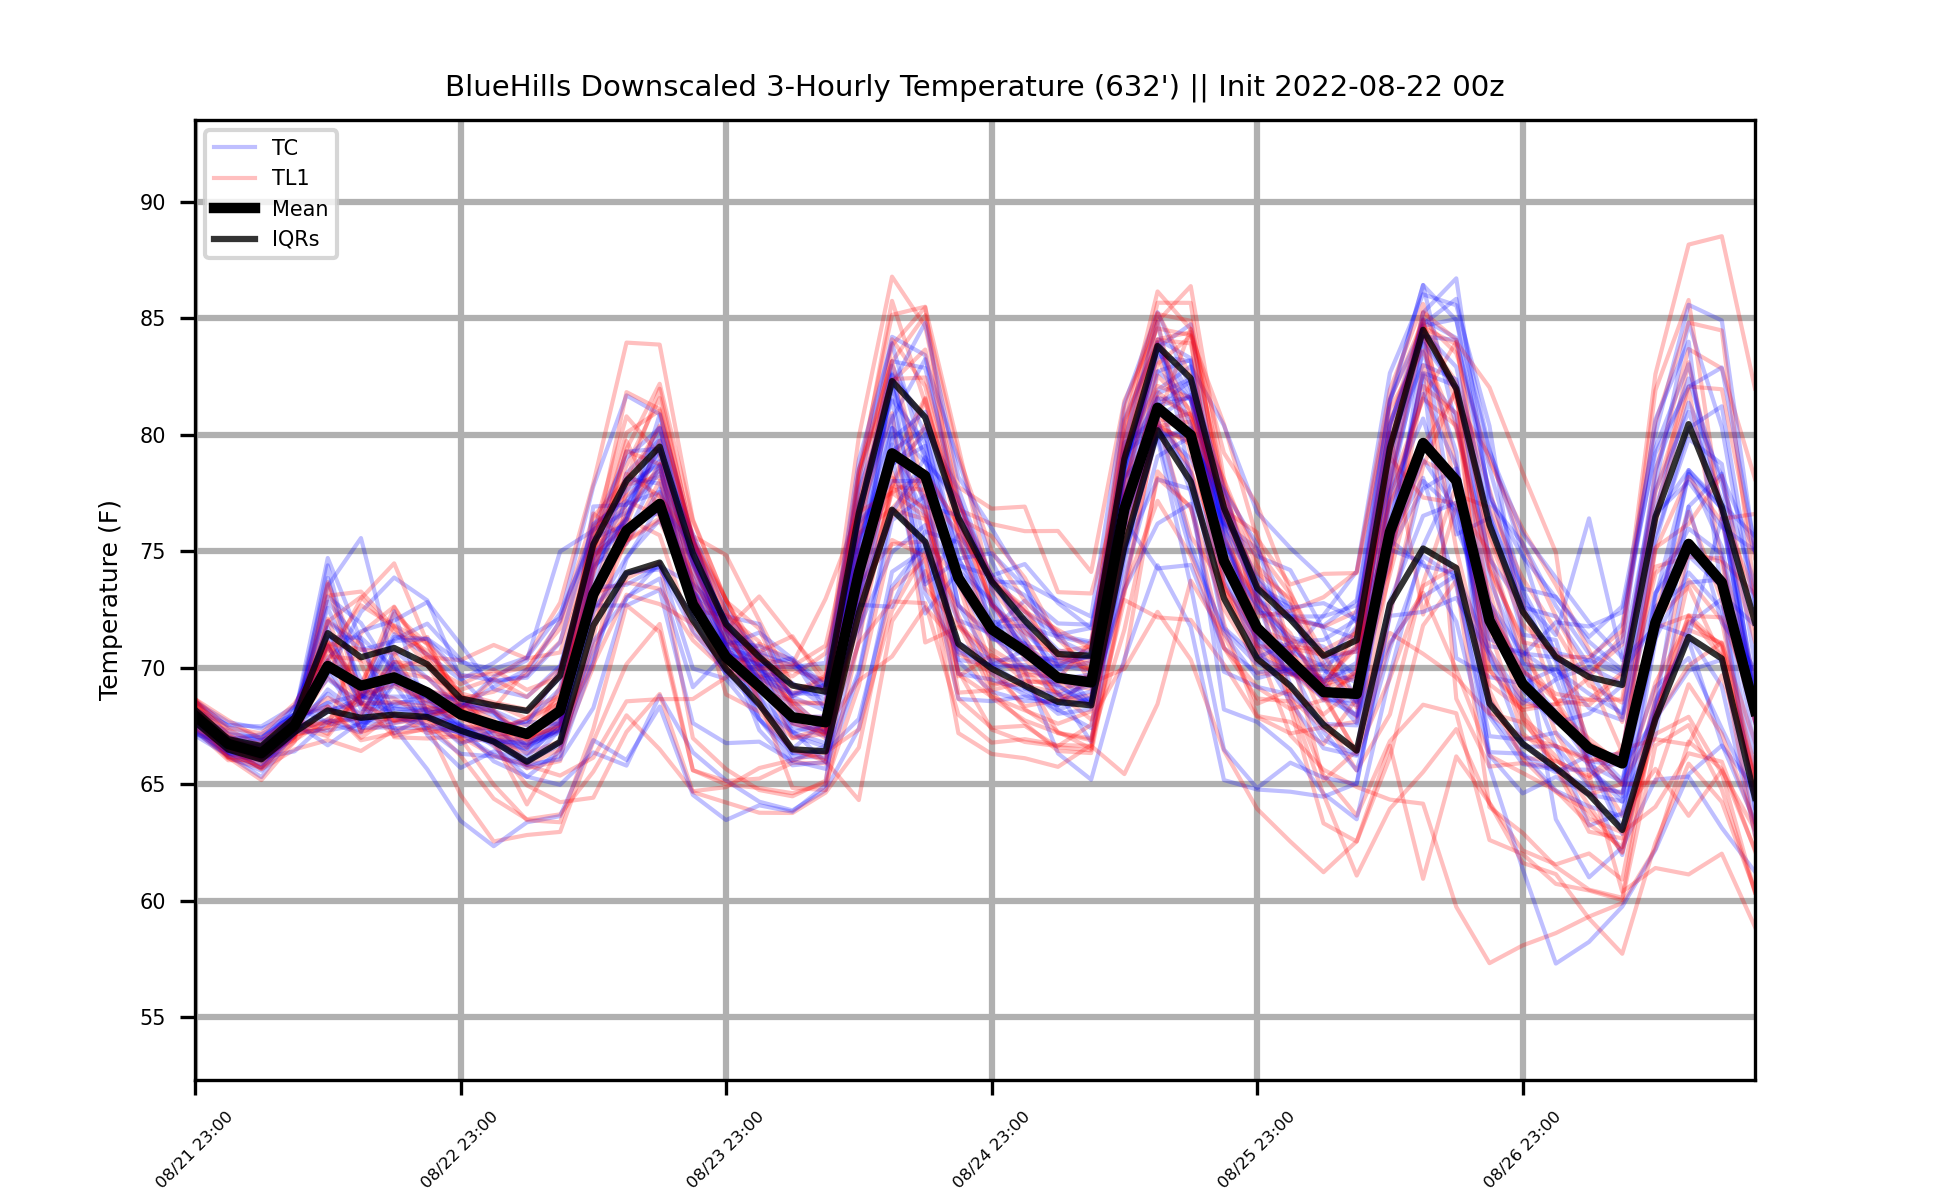 BlueHills Downscaled 3-Hourly Temperature (632') || Init 2022-08-22 00z
TC
TL1
Mean
IQRs
Temperature (F)
90
85
80
75
70
65
60
55
08/21 23:00
08/22 23:00
08/23 23:00
08/24 23:00
08/25 23:00
08/26 23:00